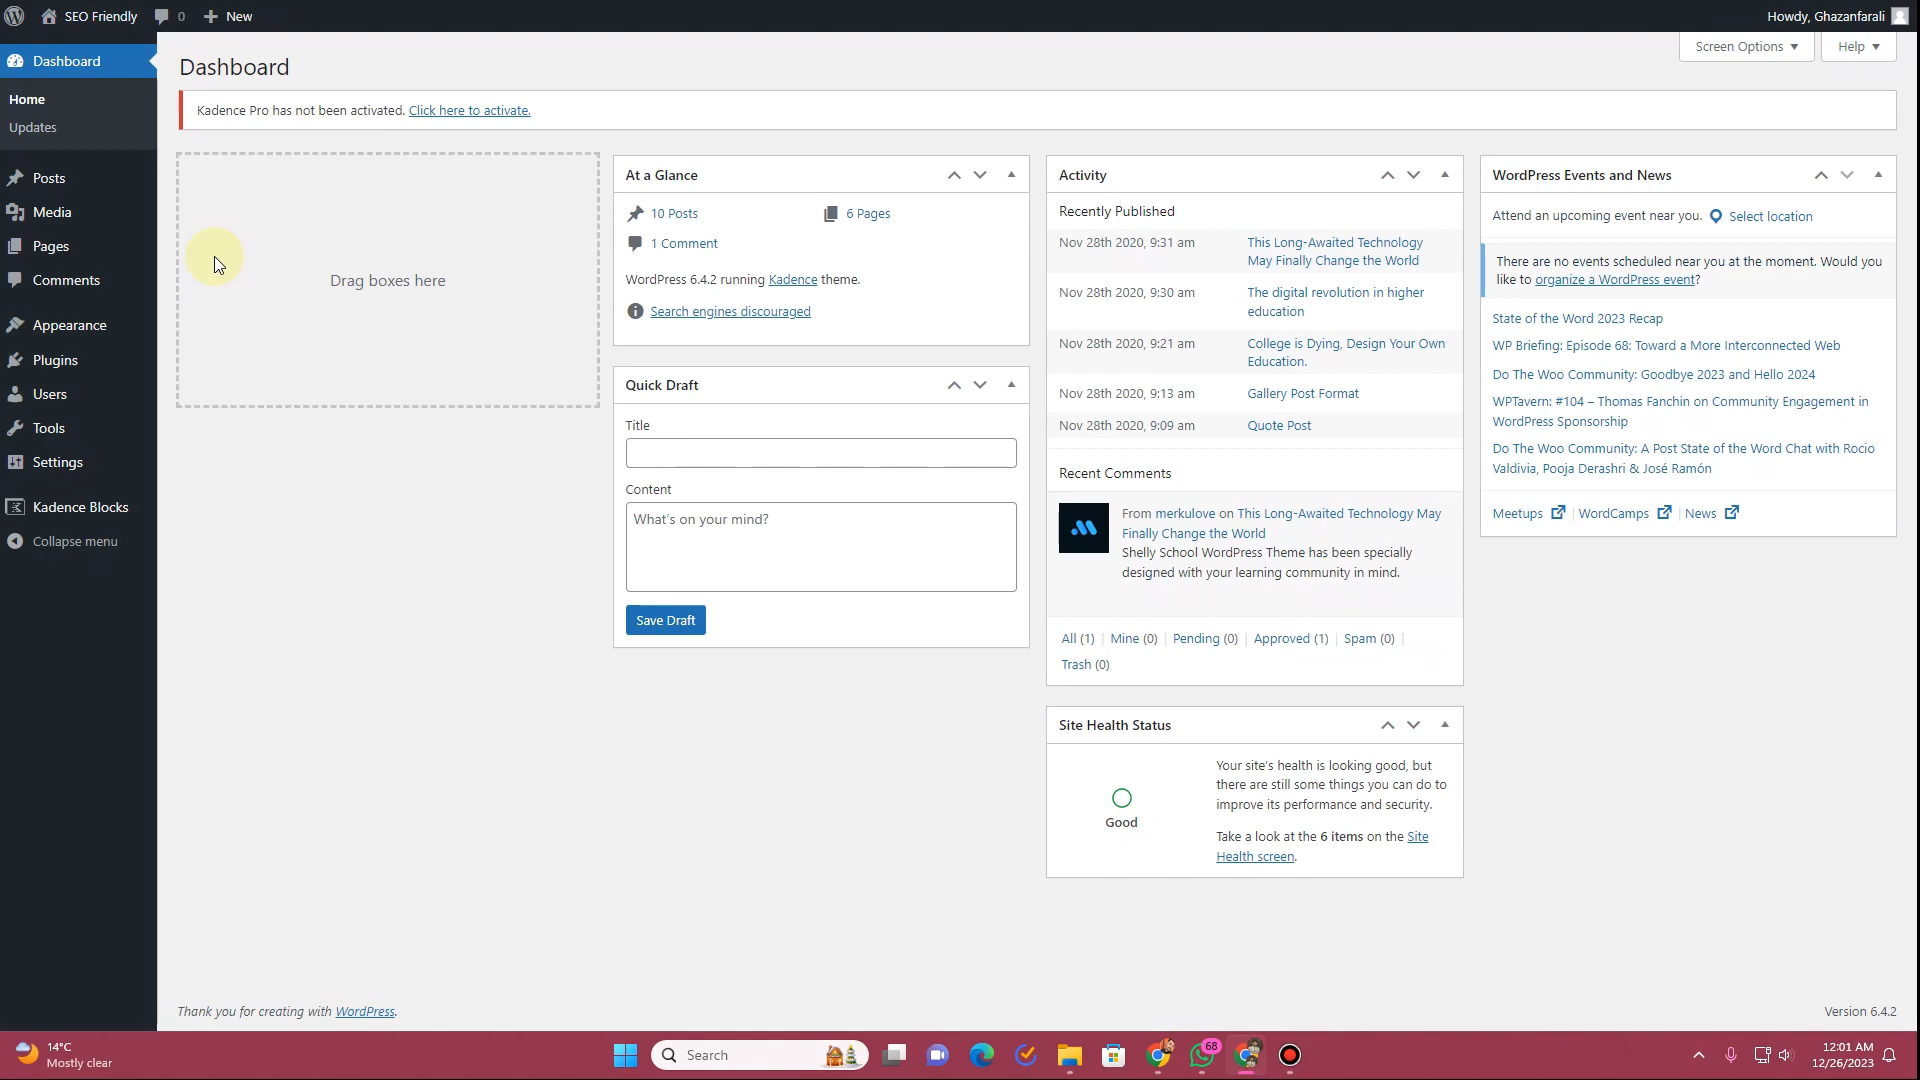 SEO Friendly
0
New
Howdy, Ghazanfarali
Dashboard
Home
Updates
Posts
Media
Pages
Comments
Appearance
Plugins
Users
Tools
Settings
Kadence Blocks
Collapse menu
Screen Options
Help
Dashboard
Kadence Pro has not been activated. Click here to activate.
Drag boxes here
At a Glance
10 Posts
6 Pages
1 Comment
WordPress 6.4.2 running Kadence theme.
Search engines discouraged
Quick Draft
Title
Content
What's on your mind?
Save Draft
Activity
Recently Published
Nov 28th 2020, 9:31 am
This Long-Awaited Technology
May Finally Change the World
Nov 28th 2020, 9:30 am
The digital revolution in higher
education
Nov 28th 2020, 9:21 am
College is Dying, Design Your Own
Education.
Nov 28th 2020, 9:13 am
Gallery Post Format
Nov 28th 2020, 9:09 am
Quote Post
Recent Comments
From merkulove on This Long-Awaited Technology May
Finally Change the World
Shelly School WordPress Theme has been specially
designed with your learning community in mind.
All (1) | Mine (0) | Pending (0) | Approved (1) | Spam (0) |
Trash (0)
Site Health Status
Good
Your site's health is looking good, but
there are still some things you can do to
improve its performance and security.
Take a look at the 6 items on the Site
Health screen.
WordPress Events and News
Attend an upcoming event near you. Select location
There are no events scheduled near you at the moment. Would you
like to organize a WordPress event?
State of the Word 2023 Recap
WP Briefing: Episode 68: Toward a More Interconnected Web
Do The Woo Community: Goodbye 2023 and Hello 2024
WPTavern: #104 – Thomas Fanchin on Community Engagement in
WordPress Sponsorship
Do The Woo Community: A Post State of the Word Chat with Rocio
Valdivia, Pooja Derashri & José Ramón
Meetups | WordCamps | News
Thank you for creating with WordPress.
Version 6.4.2
14°C
Mostly clear
Search
68
12:01 AM
12/26/2023